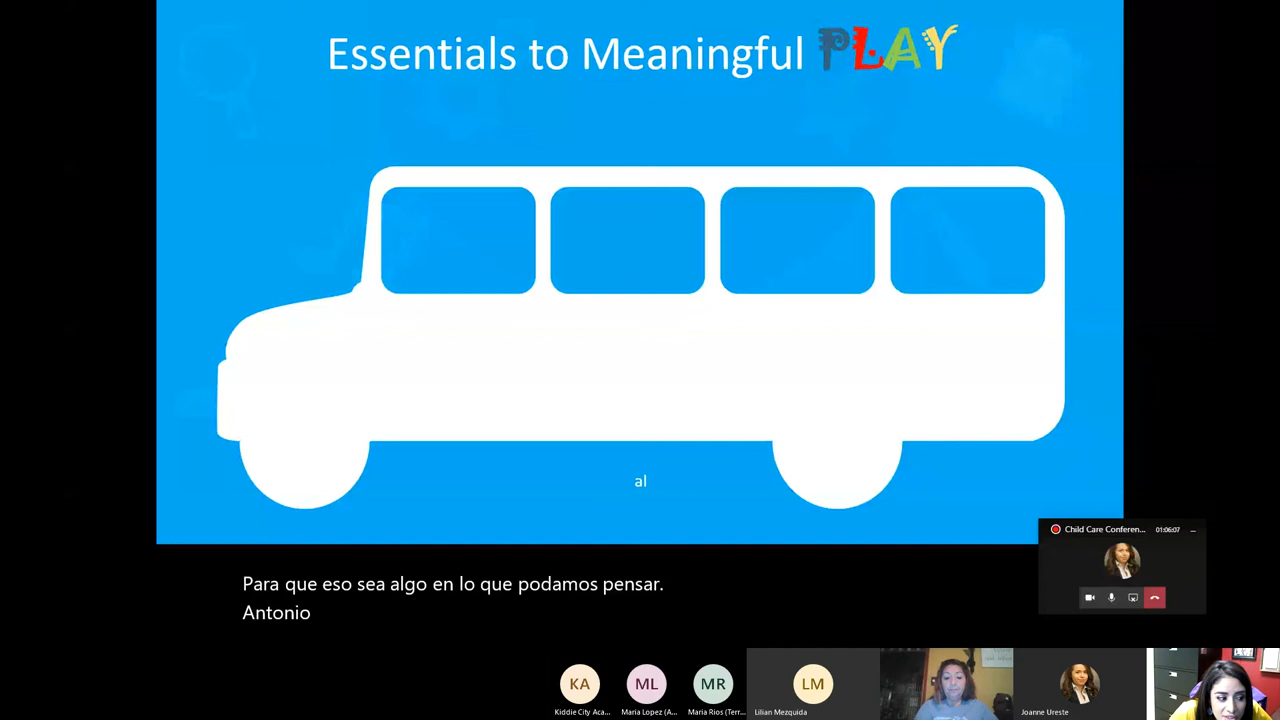 Essentials to Meaningful PLAY
al
Child Care Conferen... 01:06:07
Para que eso sea algo en lo que podamos pensar.
Antonio
KA ML MR LM
Kiddie City Aca... Maria Lopez (A... Maria Rios (Terr... Lilian Mezquida Joanne Ureste